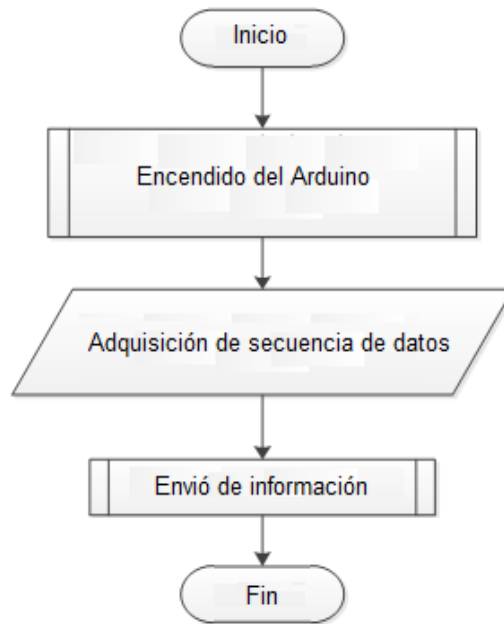 Inicio
Encendido del Arduino
Adquisición de secuencia de datos
Envió de información
Fin